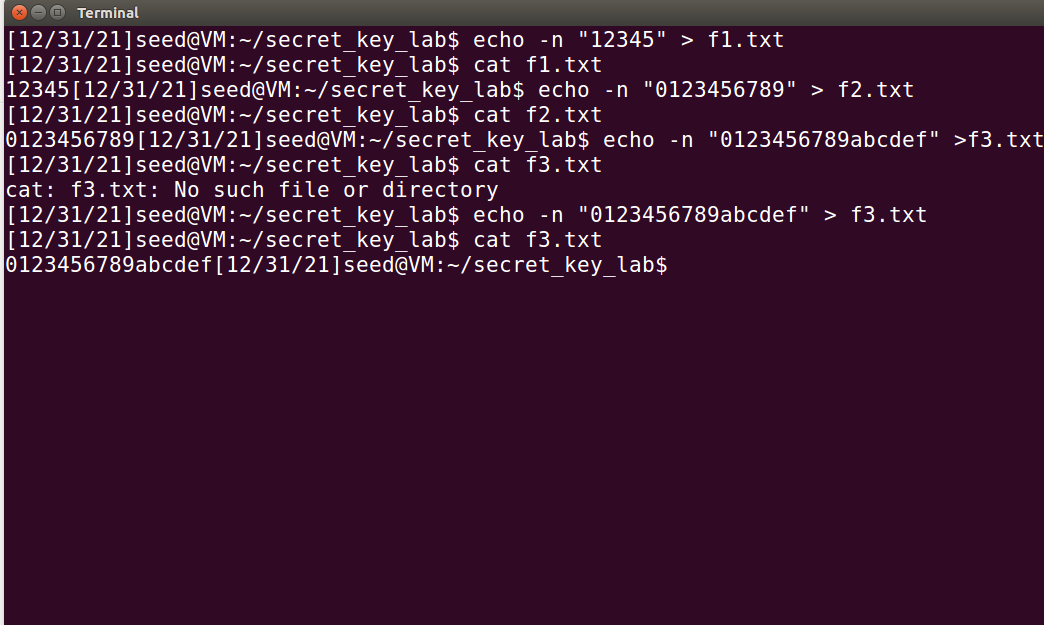 Terminal
[12/31/21]seed@VM:~/secret_key_lab$ echo -n "12345" > f1.txt
[12/31/21]seed@VM:~/secret_key_lab$ cat f1.txt
12345[12/31/21]seed@VM:~/secret_key_lab$ echo -n "0123456789" > f2.txt
[12/31/21]seed@VM:~/secret_key_lab$ cat f2.txt
0123456789[12/31/21]seed@VM:~/secret_key_lab$ echo -n "0123456789abcdef" >f3.txt
[12/31/21]seed@VM:~/secret_key_lab$ cat f3.txt
cat: f3.txt: No such file or directory
[12/31/21]seed@VM:~/secret_key_lab$ echo -n "0123456789abcdef" > f3.txt
[12/31/21]seed@VM:~/secret_key_lab$ cat f3.txt
0123456789abcdef[12/31/21]seed@VM:~/secret_key_lab$